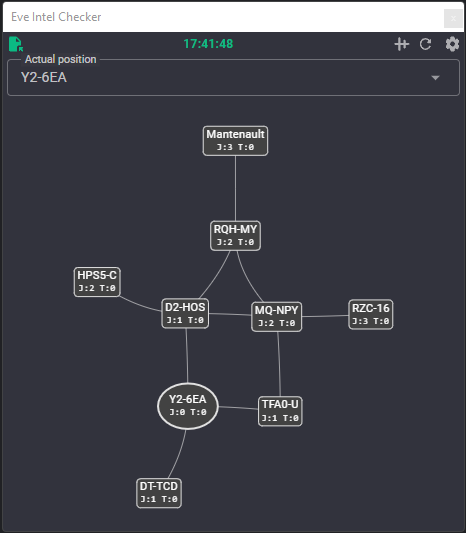 Eve Intel Checker
x
17:41:48
Actual position
Y2-6EA
Mantenault
J:3 T:0
RQH-MY
J:2 T:0
HPS5-C
J:2 T:0
D2-HOS
J:1 T:0
MQ-NPY
J:2 T:0
RZC-16
J:3 T:0
Y2-6EA
J:0 T:0
TFA0-U
J:1 T:0
DT-TCD
J:1 T:0